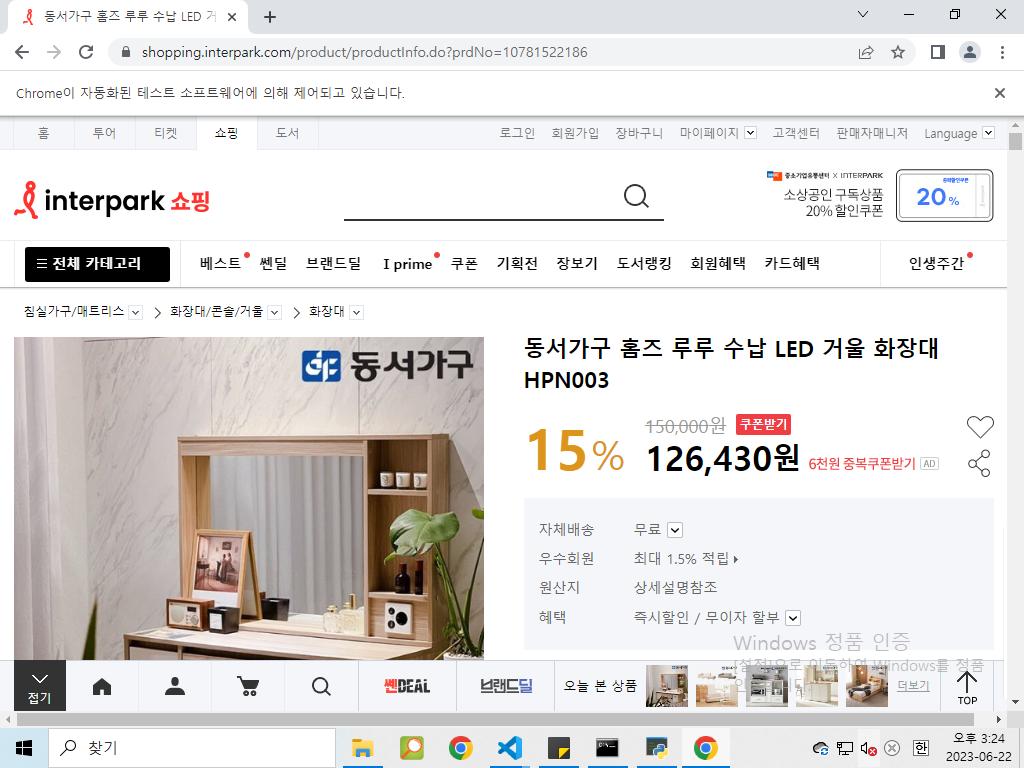 동서가구 홈즈 루루 수납 LED 거
shopping.interpark.com/product/productInfo.do?prdNo=10781522186
Chrome이 자동화된 테스트 소프트웨어에 의해 제어되고 있습니다.
홈 투어 티켓 쇼핑 도서 로그인 회원가입 장바구니 마이페이지 고객센터 판매자매니저 Language
중소기업유통센터 X INTERPARK
interpark 쇼핑
소상공인 구독상품
20% 할인쿠폰
20%
전체 카테고리 베스트 쎈딜 브랜드딜 I prime 쿠폰 기획전 장보기 도서랭킹 회원혜택 카드혜택 인생주간
침실가구/매트리스 화장대/콘솔/거울 화장대
동서가구
동서가구 홈즈 루루 수납 LED 거울 화장대
HPN003
15% 150,000원 쿠폰받기
126,430원 6천원 중복쿠폰받기 AD
자체배송 무료
우수회원 최대 1.5% 적립
원산지 상세설명참조
혜택 즉시할인 / 무이자 할부
Windows 정품 인증
[설정]으로 이동하여 Windows를 정품
접기 쎈DEAL 브랜드딜 오늘 본 상품 더보기 TOP
찾기
한
오후 3:24
2023-06-22